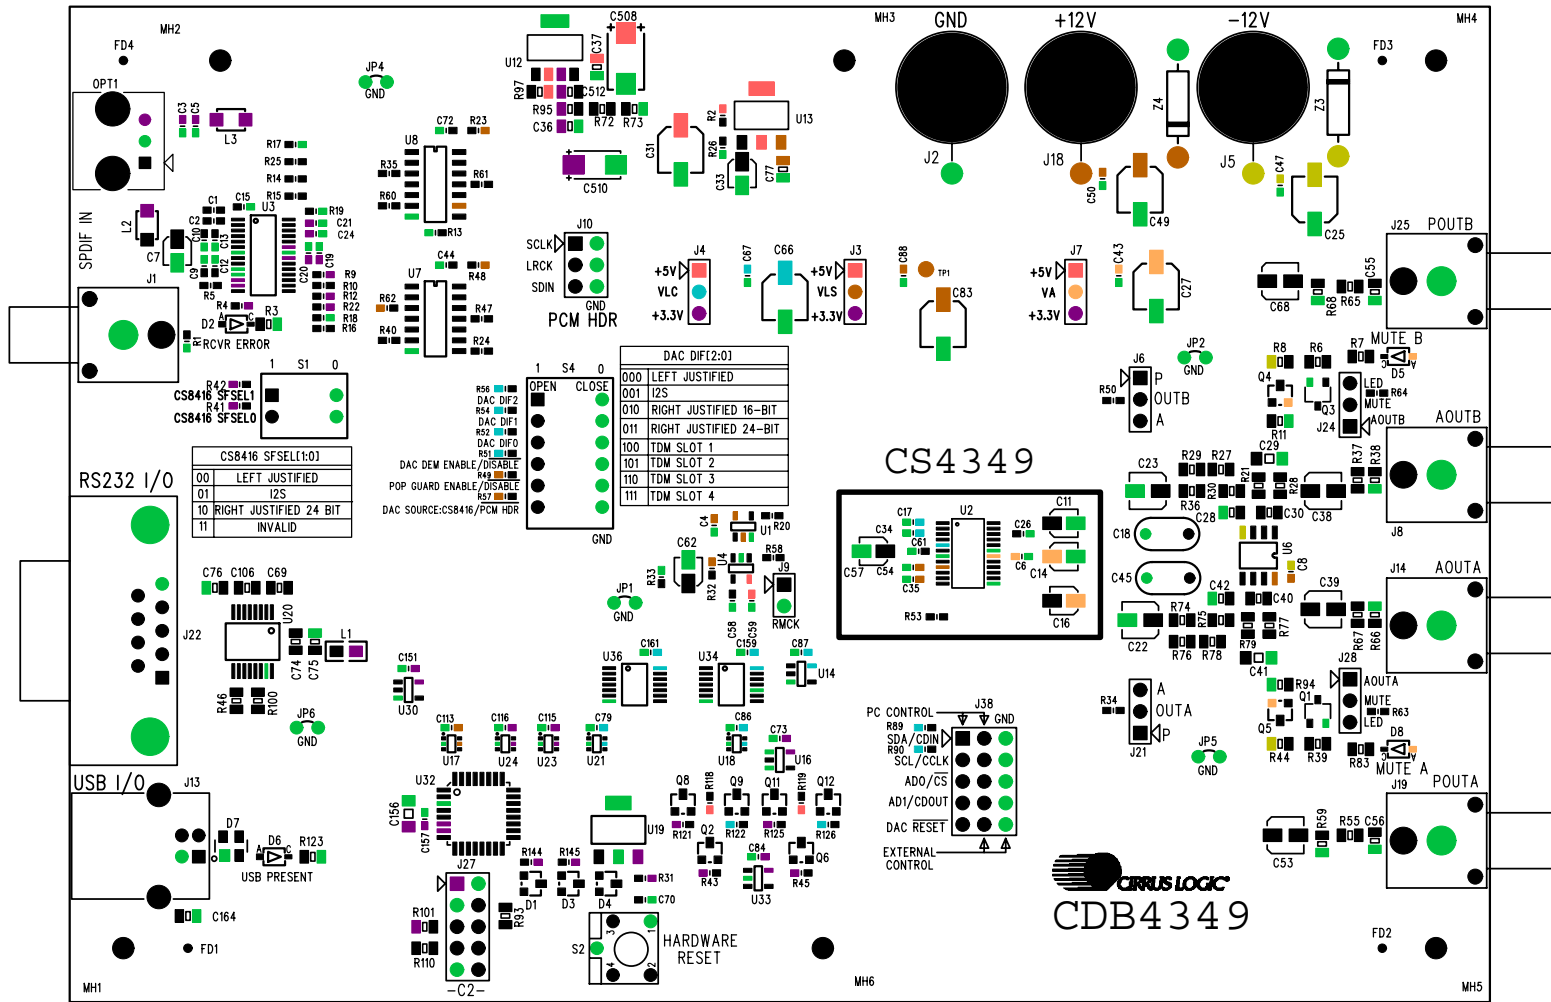 MH2
C508
MH3
GND
+12V
-12V
MH4
FD4
JP4
GND
U12
C37
FD3
OPT1
R97
C512
R95
C36
R72
R73
R2
U13
Z4
Z3
C3
C5
L3
R17
R25
R14
R15
C72
R23
U8
R35
R61
R60
R13
C31
R26
C33
C77
C510
J2
J18
J5
C50
C49
C47
C25
SPDIF IN
L2
C7
C1
C2
C10
C13
C9
C12
R5
C15
U3
R19
C21
C24
C20
C19
R9
R10
R12
R22
R18
R16
J10
SCLK
LRCK
SDIN
GND
PCM HDR
J4
+5V
VLC
+3.3V
C67
C66
J3
+5V
VLS
+3.3V
C88
TP1
C83
J7
+5V
VA
+3.3V
C43
C27
J25
POUTB
C68
R68
R65
C55
J1
R1
R4
D2
A
C
R3
RCVR ERROR
C44
R48
U7
R62
R47
R40
R24
R42
CS8416 SFSEL1
R41
CS8416 SFSEL0
1
S1
0
CS8416 SFSEL[1:0]
00 LEFT JUSTIFIED
01 I2S
10 RIGHT JUSTIFIED 24 BIT
11 INVALID
1
S4
0
OPEN
CLOSE
R56
DAC DIF2
R54
DAC DIF1
R52
DAC DIF0
R51
DAC DEM ENABLE/DISABLE
R49
POP GUARD ENABLE/DISABLE
R57
DAC SOURCE:CS8416/PCM HDR
GND
DAC DIF[2:0]
000 LEFT JUSTIFIED
001 I2S
010 RIGHT JUSTIFIED 16-BIT
011 RIGHT JUSTIFIED 24-BIT
100 TDM SLOT 1
101 TDM SLOT 2
110 TDM SLOT 3
111 TDM SLOT 4
JP2
GND
J6
P
OUTB
A
R50
R8
R6
R7
MUTE B
D5
A
Q4
Q3
R11
J24
LED
MUTE
AOUTB
R64
AOUTB
CS4349
C23
R29
R27
R30
R36
R21
C29
R28
C38
R37
R38
J8
C28
C30
C18
C45
U6
C8
RS232 I/O
J22
C76
C106
C69
U20
C74
C75
L1
R46
R100
JP6
GND
C4
U1
R20
C62
R33
R32
U4
R58
J9
RMCK
C58
C59
JP1
GND
C34
C57
C54
C17
C61
C35
U2
C26
C6
C11
C14
C16
R53
C42
C40
C39
J14
AOUTA
C22
R74
R75
R76
R78
R79
R77
C41
R67
R66
C151
U30
C161
U36
U34
C159
C87
U14
R34
J21
A
OUTA
P
R94
Q1
Q5
R44
R39
J28
AOUTA
MUTE
LED
R63
R83
D8
A
MUTE A
JP5
GND
C113
U17
C116
U24
C115
U23
C79
U21
C86
U18
C73
U16
PC CONTROL
R89
SDA/CDIN
R90
SCL/CCLK
AD0/CS
AD1/CDOUT
DAC RESET
EXTERNAL
CONTROL
J38
GND
USB I/O
J13
D7
D6
A
C
R123
USB PRESENT
C164
U32
C156
C157
U19
Q8
R118
R121
Q9
R122
Q11
R119
R125
Q12
R126
Q2
R43
C84
U33
Q6
R45
J19
POUTA
C53
R59
R55
C56
J27
R101
R110
R93
-C2-
R144
D1
R145
D3
D4
R31
C70
S2
3
1
4
2
HARDWARE
RESET
CIRRUS LOGIC®
CDB4349
FD1
FD2
MH1
MH6
MH5